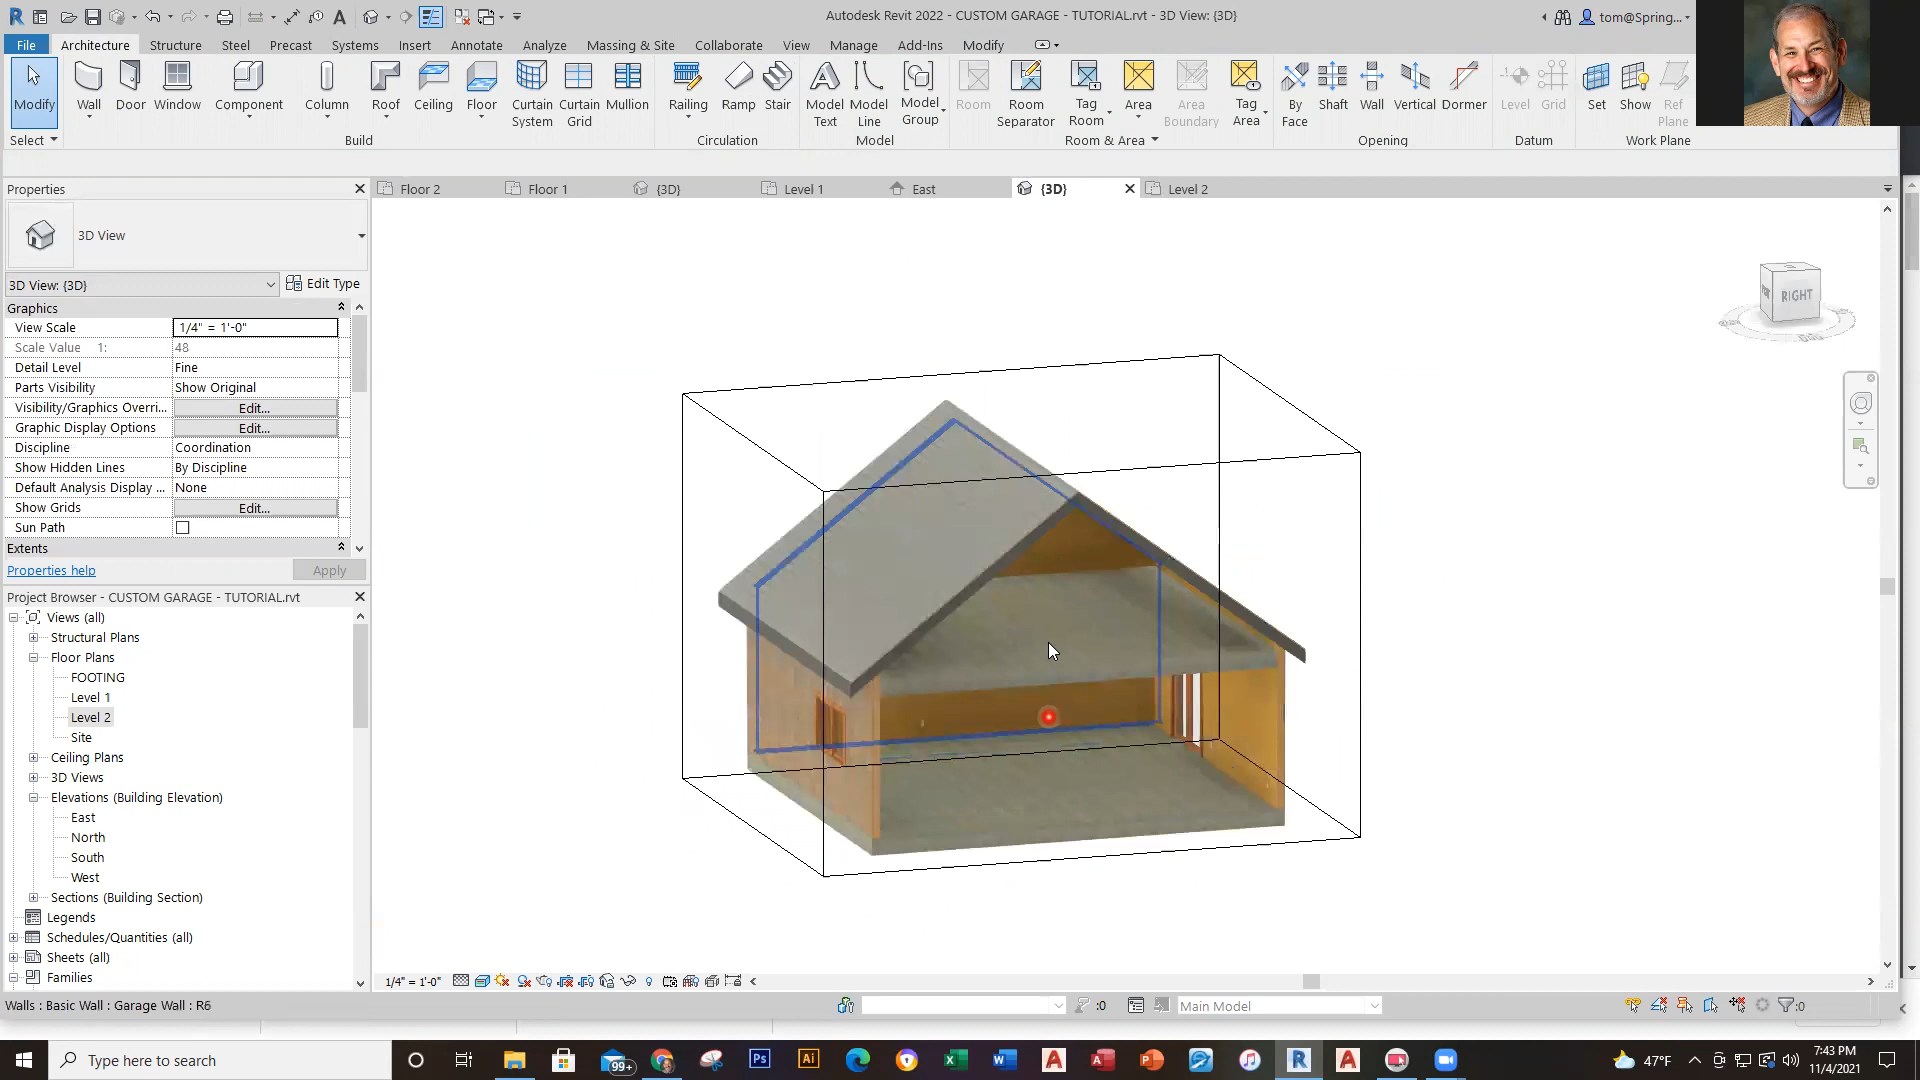 Autodesk Revit 2022 - CUSTOM GARAGE - TUTORIAL.rvt - 3D View: {3D}
tom@Spring...
File Architecture Structure Steel Precast Systems Insert Annotate Analyze Massing & Site Collaborate View Manage Add-Ins Modify
Modify Wall Door Window Component Column Roof Ceiling Floor Curtain System Curtain Grid Mullion Railing Ramp Stair Model Text Model Line Model Group Room Room Separator Tag Room Area Area Boundary Tag Area By Face Shaft Wall Vertical Dormer Level Grid Set Show Ref Plane
Select Build Circulation Model Room & Area Opening Datum Work Plane
Properties
Floor 2 Floor 1 {3D} Level 1 East {3D} Level 2
3D View
3D View: {3D} Edit Type
Graphics
View Scale 1/4" = 1'-0"
Scale Value 1: 48
Detail Level Fine
Parts Visibility Show Original
Visibility/Graphics Overri... Edit...
Graphic Display Options Edit...
Discipline Coordination
Show Hidden Lines By Discipline
Default Analysis Display ... None
Show Grids Edit...
Sun Path
Extents
Properties help Apply
RIGHT
Project Browser - CUSTOM GARAGE - TUTORIAL.rvt
Views (all)
Structural Plans
Floor Plans
FOOTING
Level 1
Level 2
Site
Ceiling Plans
3D Views
Elevations (Building Elevation)
East
North
South
West
Sections (Building Section)
Legends
Schedules/Quantities (all)
Sheets (all)
Families
1/4" = 1'-0"
Walls : Basic Wall : Garage Wall : R6
:0
Main Model
:0
Type here to search
99+
Ps
Ai
47°F
7:43 PM
11/4/2021